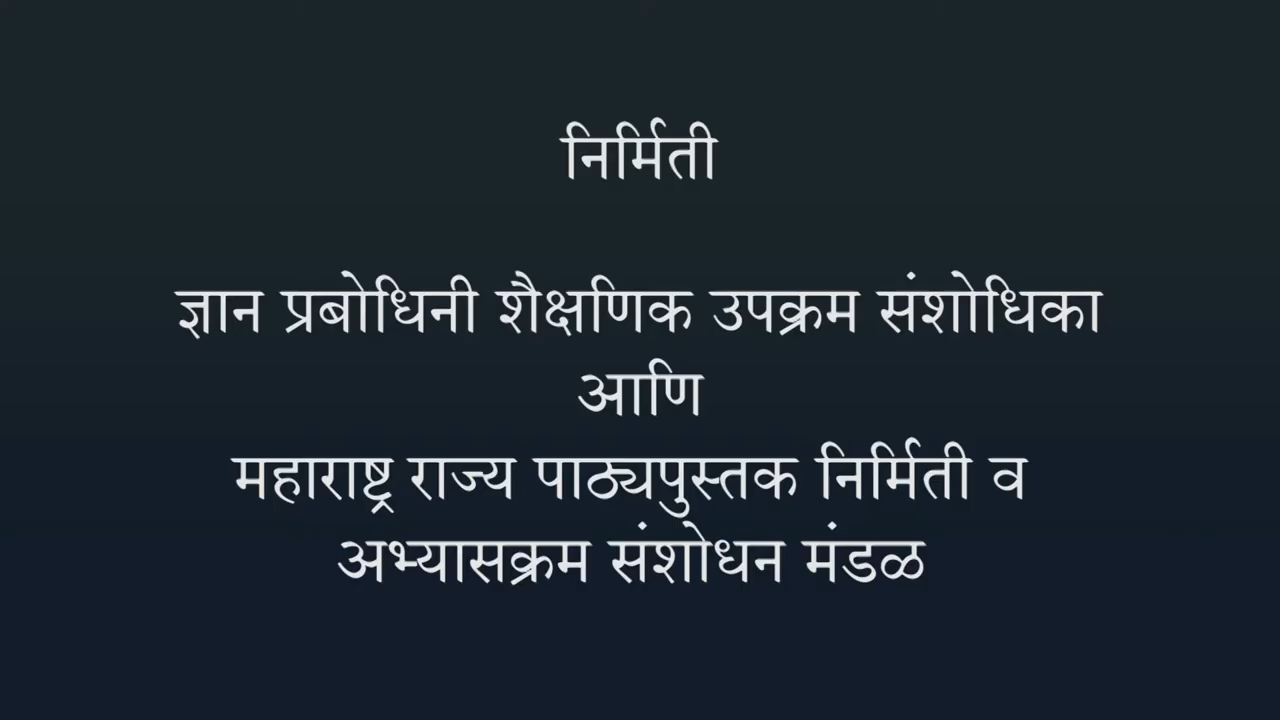 निर्मिती
ज्ञान प्रबोधिनी शैक्षणिक उपक्रम संशोधिका
आणि
महाराष्ट्र राज्य पाठ्यपुस्तक निर्मिती व
अभ्यासक्रम संशोधन मंडळ